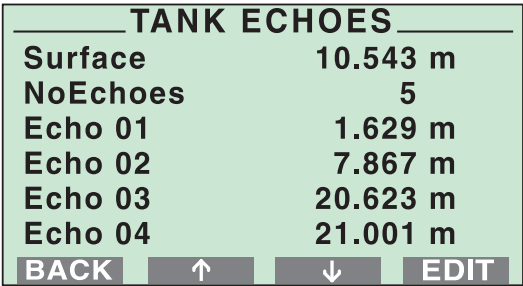 TANK ECHOES
Surface 10.543 m
NoEchoes 5
Echo 01 1.629 m
Echo 02 7.867 m
Echo 03 20.623 m
Echo 04 21.001 m
BACK ↑ ↓ EDIT